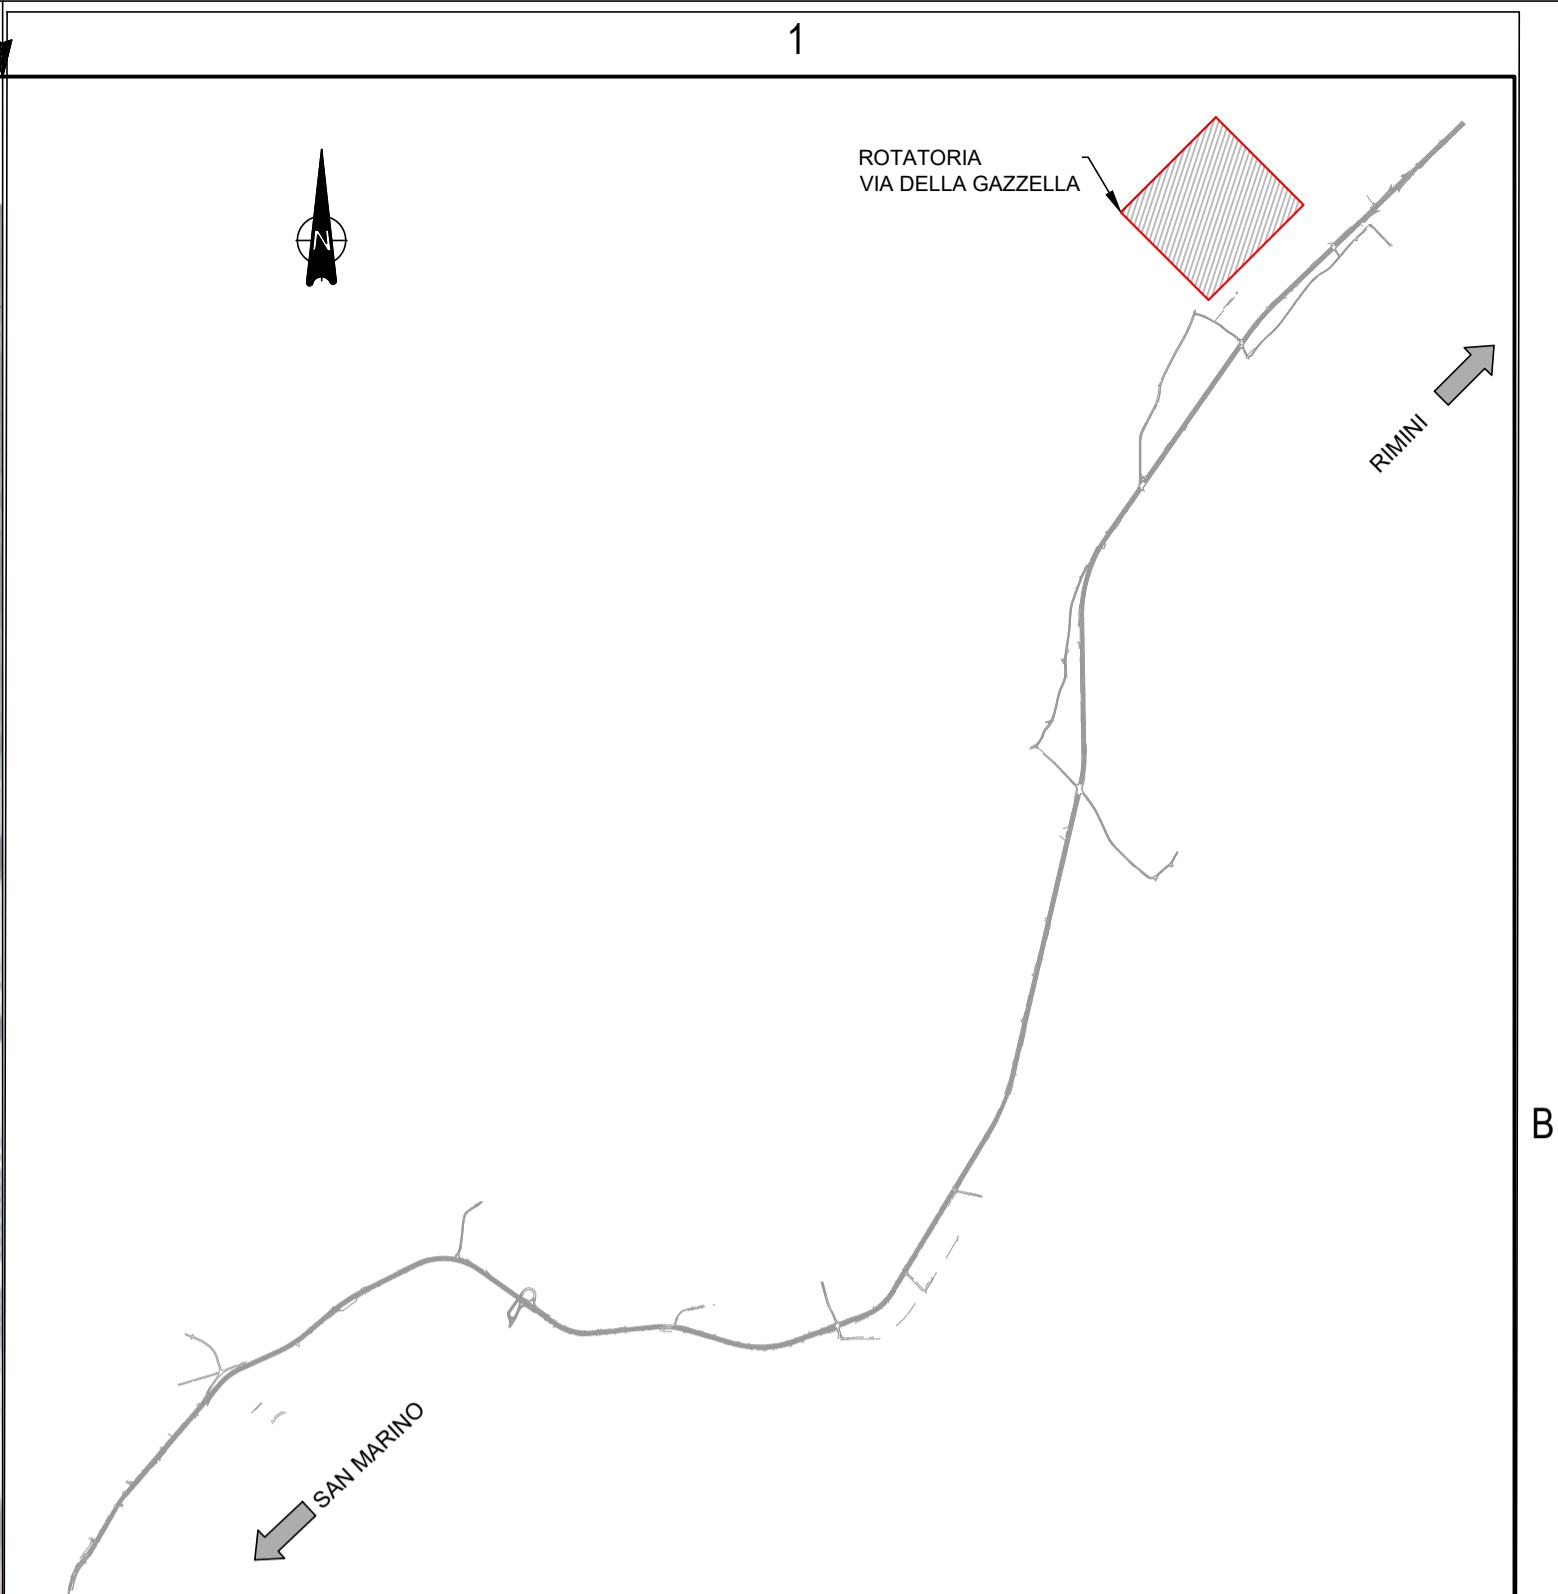 1
ROTATORIA
VIA DELLA GAZZELLA
N
RIMINI
B
SAN MARINO